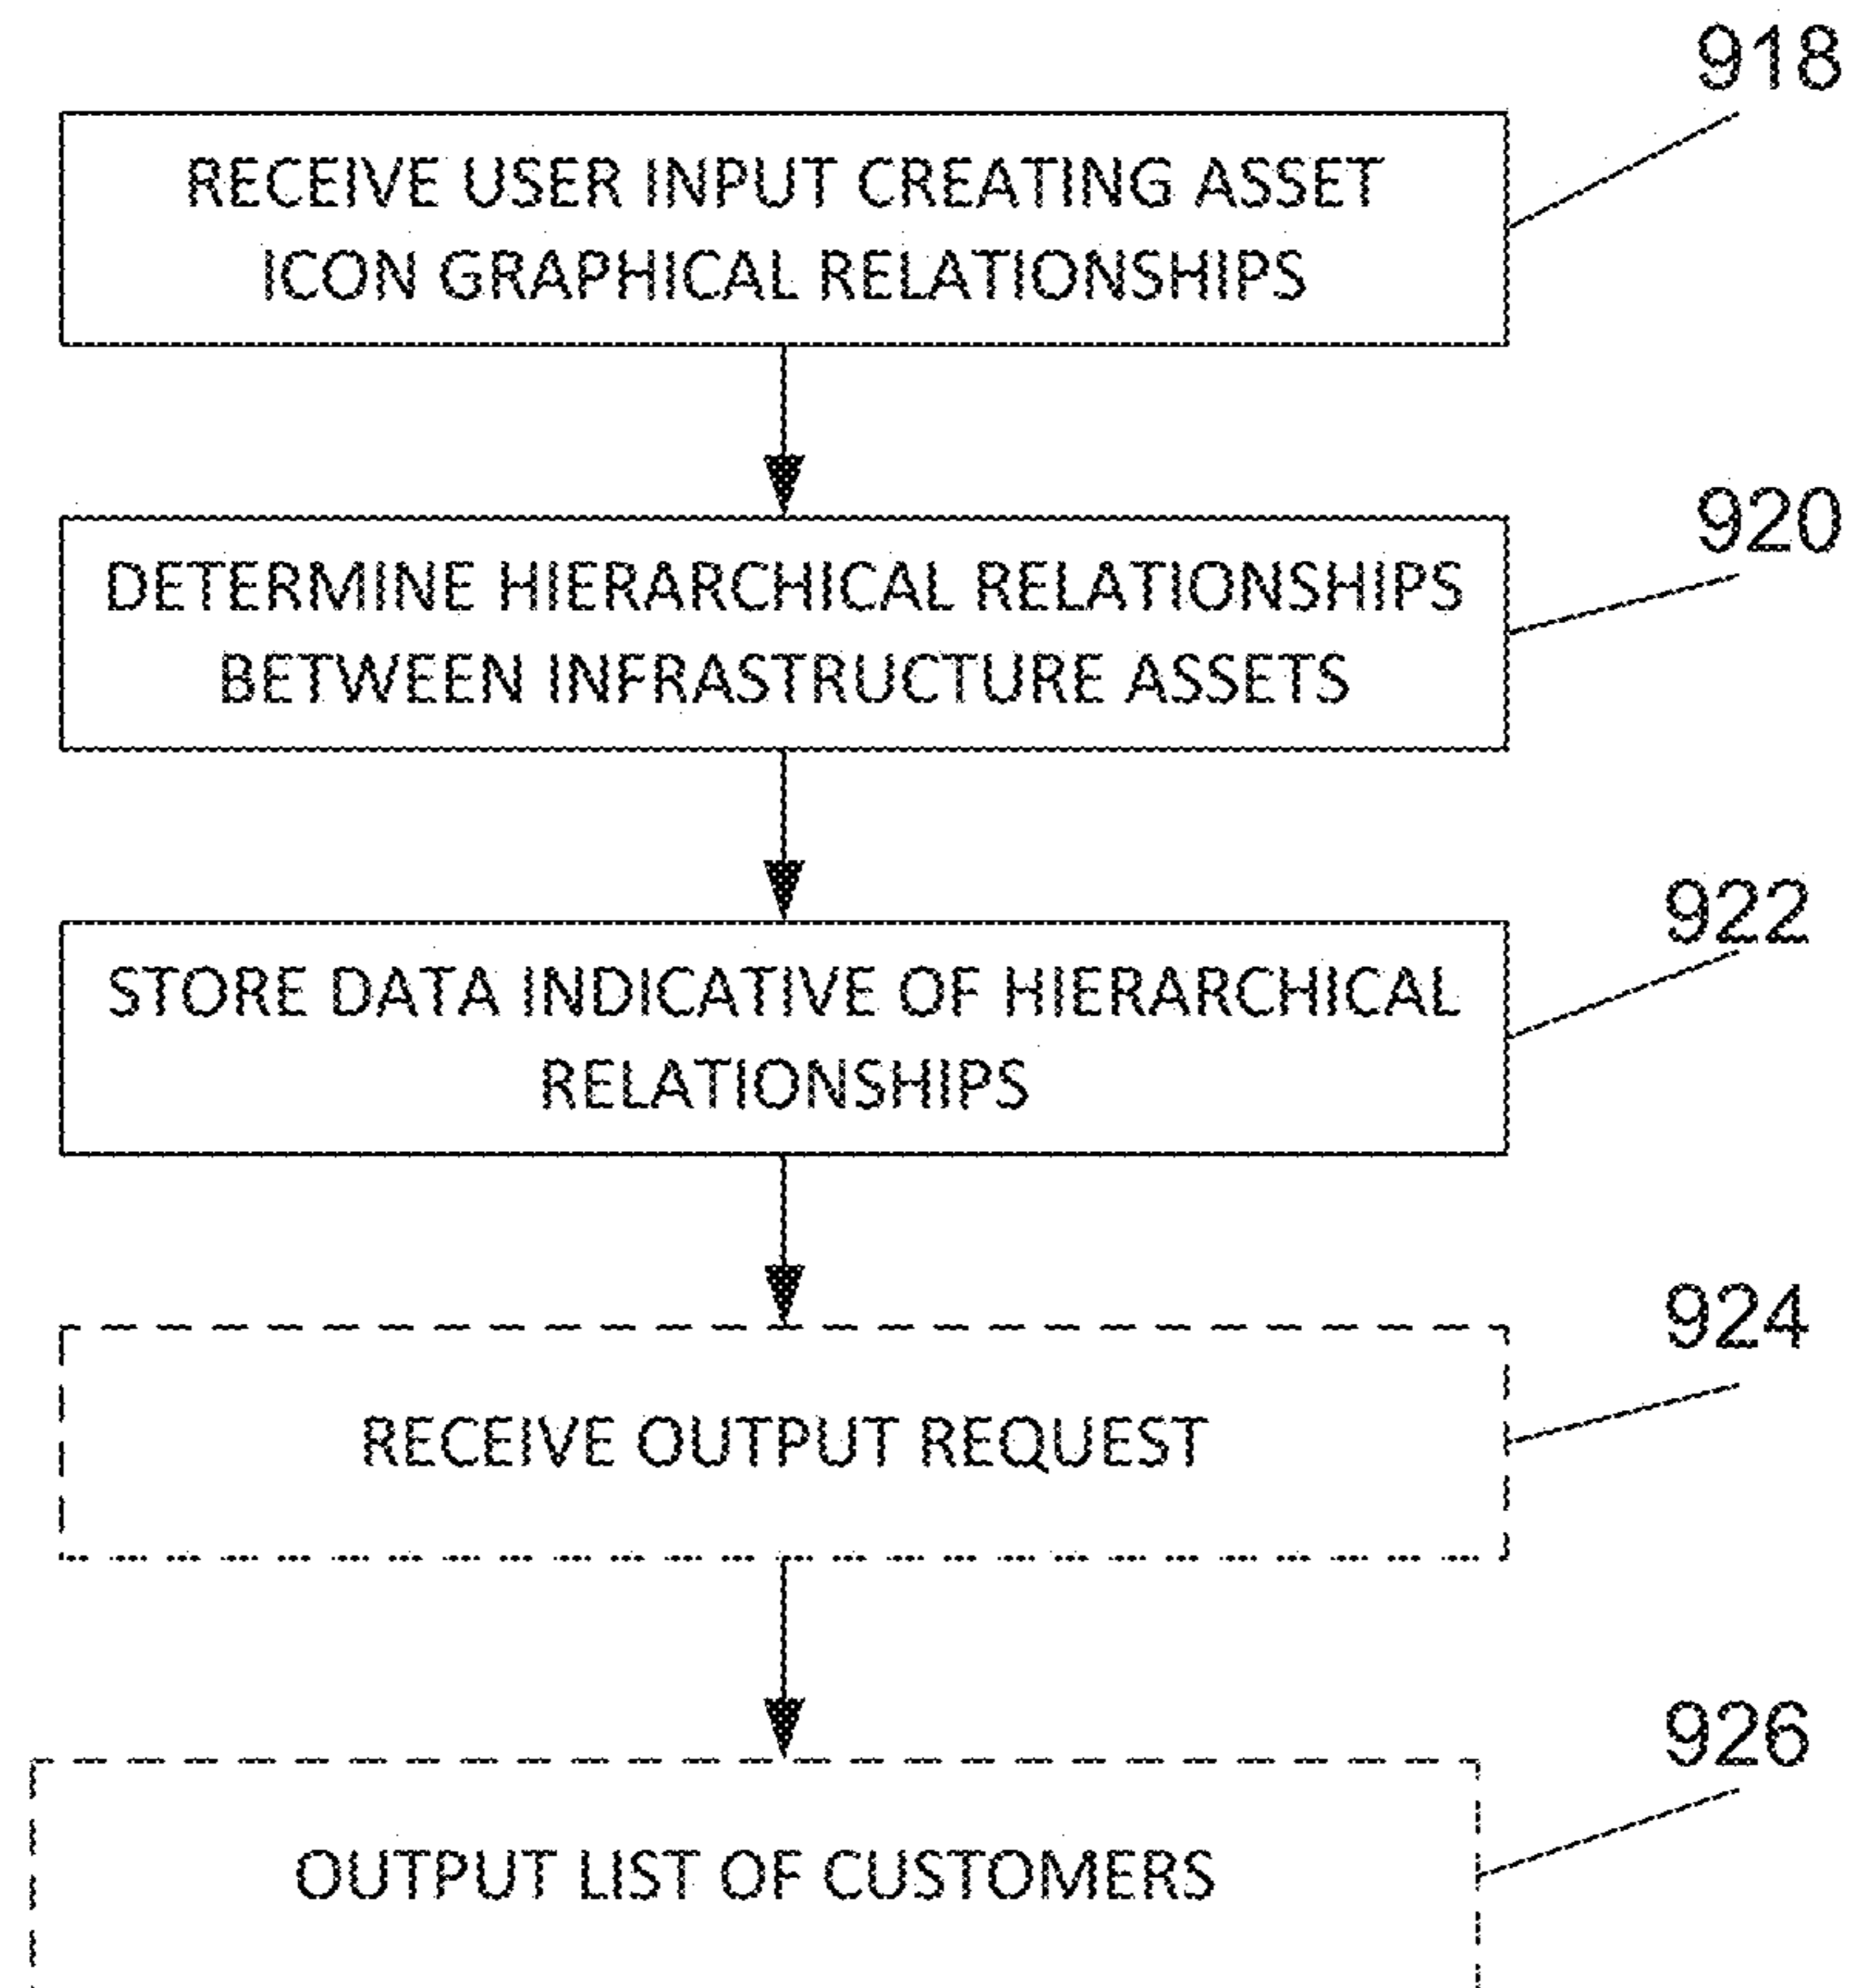 918
RECEIVE USER INPUT CREATING ASSET
ICON GRAPHICAL RELATIONSHIPS
920
DETERMINE HIERARCHICAL RELATIONSHIPS
BETWEEN INFRASTRUCTURE ASSETS
922
STORE DATA INDICATIVE OF HIERARCHICAL
RELATIONSHIPS
924
RECEIVE OUTPUT REQUEST
926
OUTPUT LIST OF CUSTOMERS